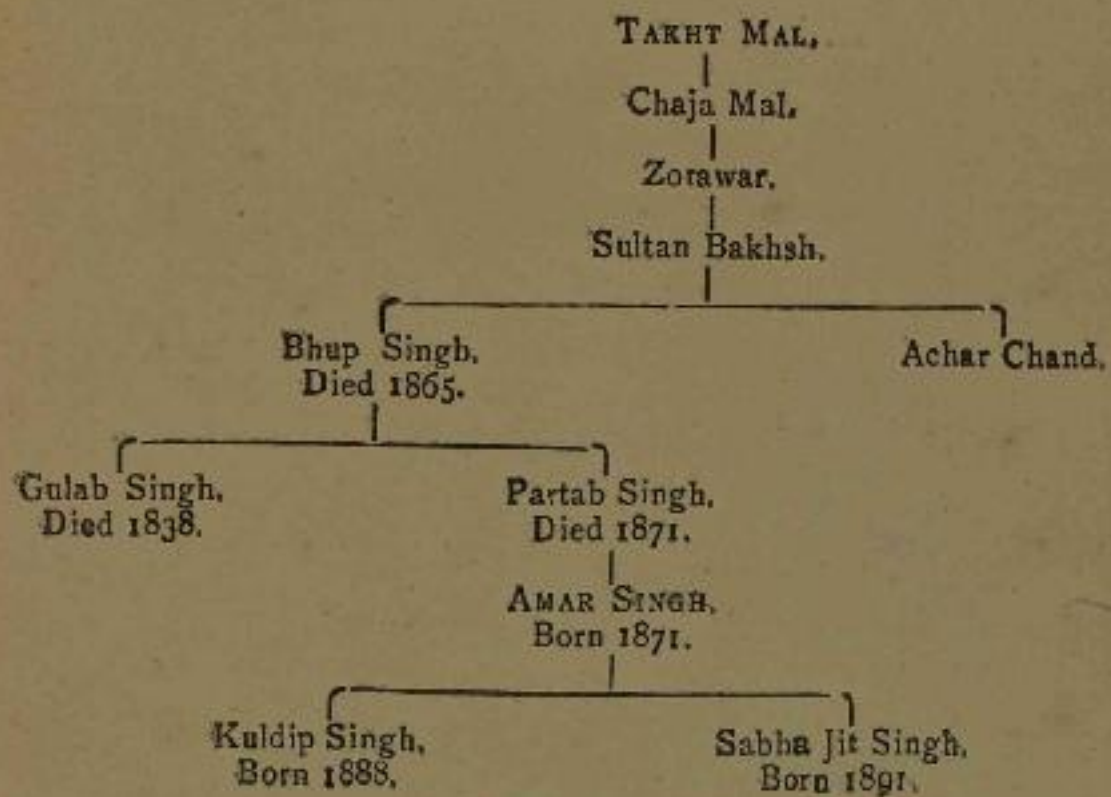 TAKHT MAL.
Chaja Mal.
Zorawar.
Sultan Bakhsh.
Bhup Singh.
Died 1865.
Achar Chand.
Gulab Singh.
Died 1838.
Partab Singh.
Died 1871.
AMAR SINGH.
Born 1871.
Kuldip Singh.
Born 1888.
Sabha Jit Singh.
Born 1891.